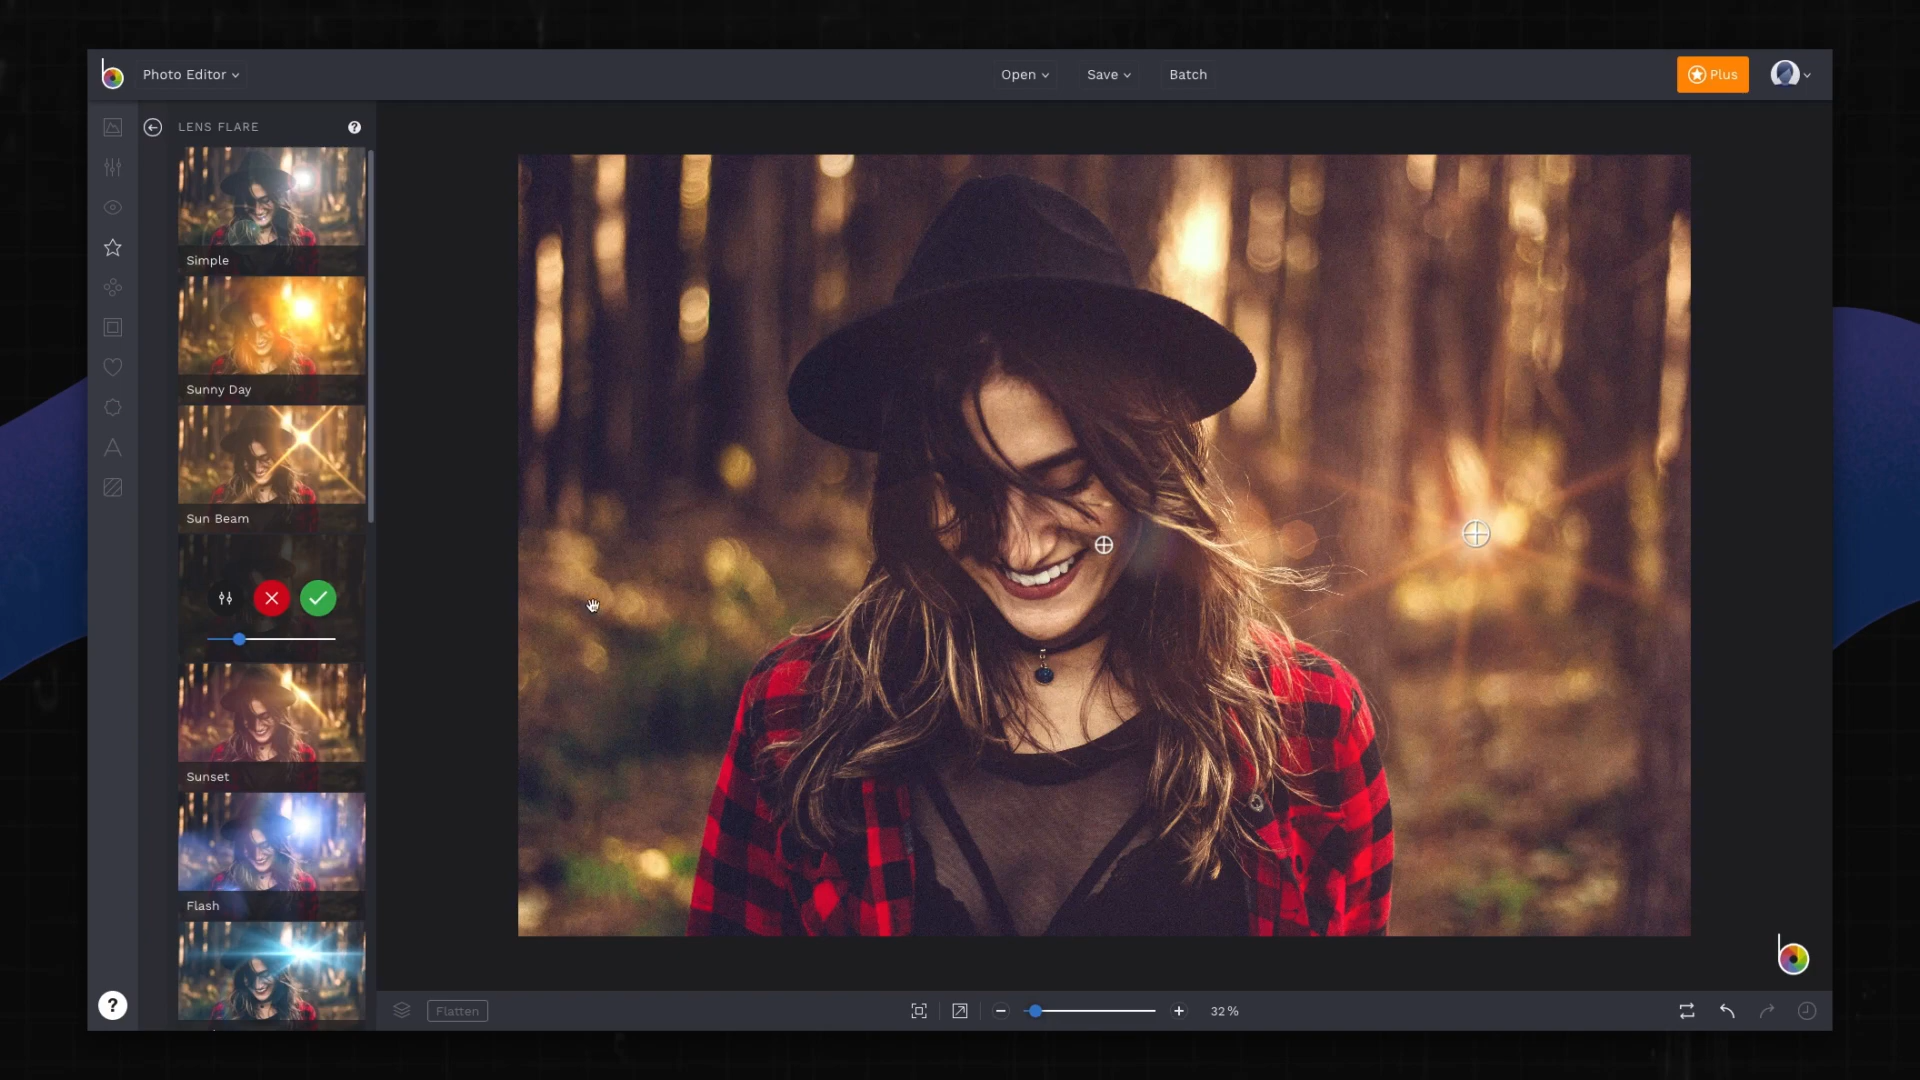 Photo Editor
Open
Save
Batch
Plus
LENS FLARE
?
Simple
Sunny Day
Sun Beam
Sunset
Flash
?
Flatten
32 %